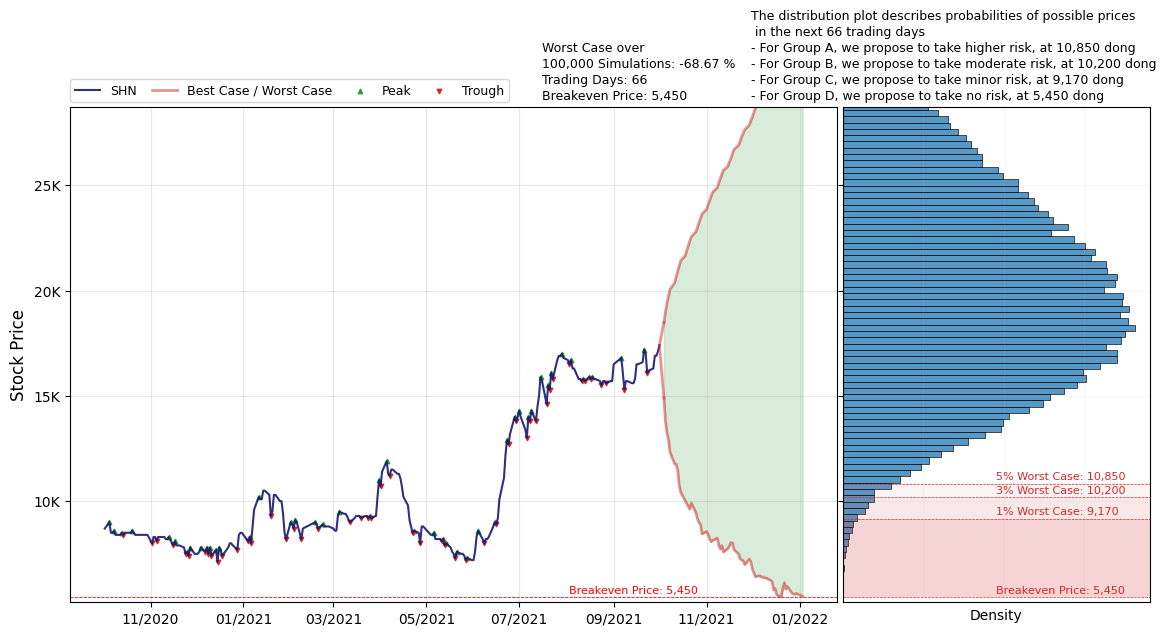 The distribution plot describes probabilities of possible prices
in the next 66 trading days
- For Group A, we propose to take higher risk, at 10,850 dong
- For Group B, we propose to take moderate risk, at 10,200 dong
- For Group C, we propose to take minor risk, at 9,170 dong
- For Group D, we propose to take no risk, at 5,450 dong
Worst Case over
100,000 Simulations: -68.67 %
Trading Days: 66
Breakeven Price: 5,450
SHN
Best Case / Worst Case
Peak
Trough
Stock Price
25K
20K
15K
10K
Breakeven Price: 5,450
11/2020
01/2021
03/2021
05/2021
07/2021
09/2021
11/2021
01/2022
5% Worst Case: 10,850
3% Worst Case: 10,200
1% Worst Case: 9,170
Breakeven Price: 5,450
Density